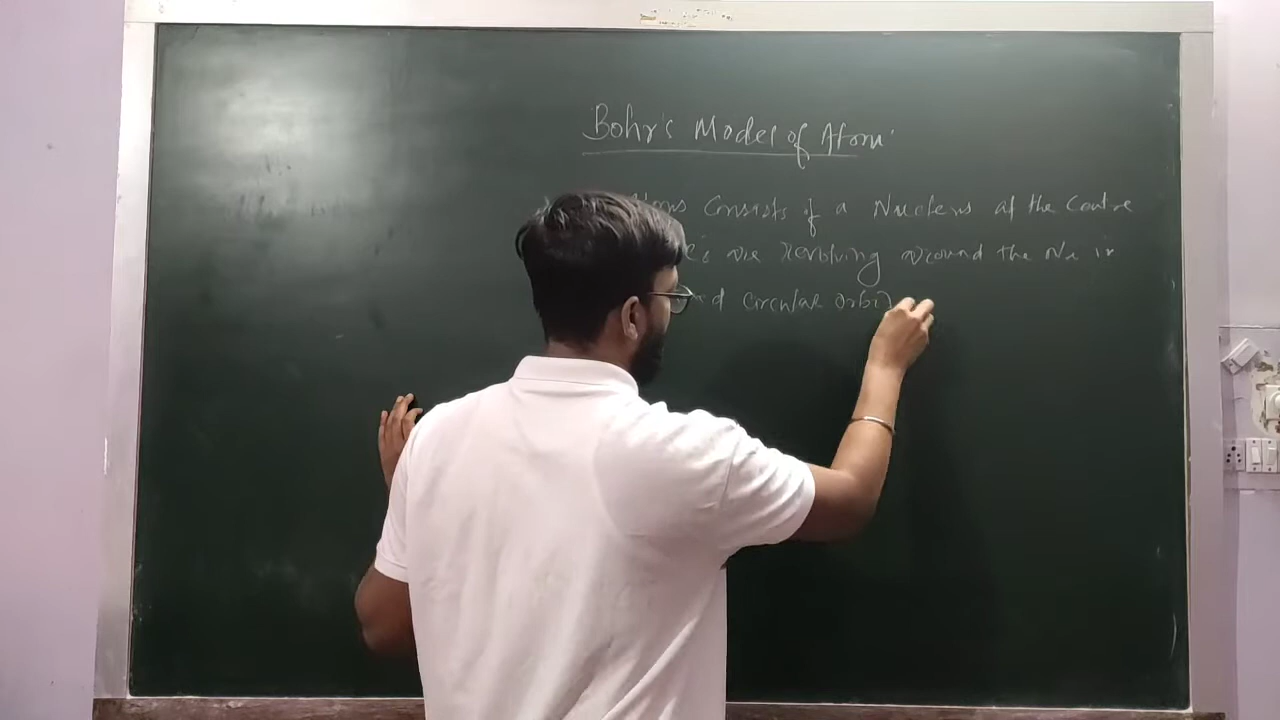 Bohr's Model of Atom
Consists of a Nucleus at the Centre
are revolving around the Nu in
circular orbit